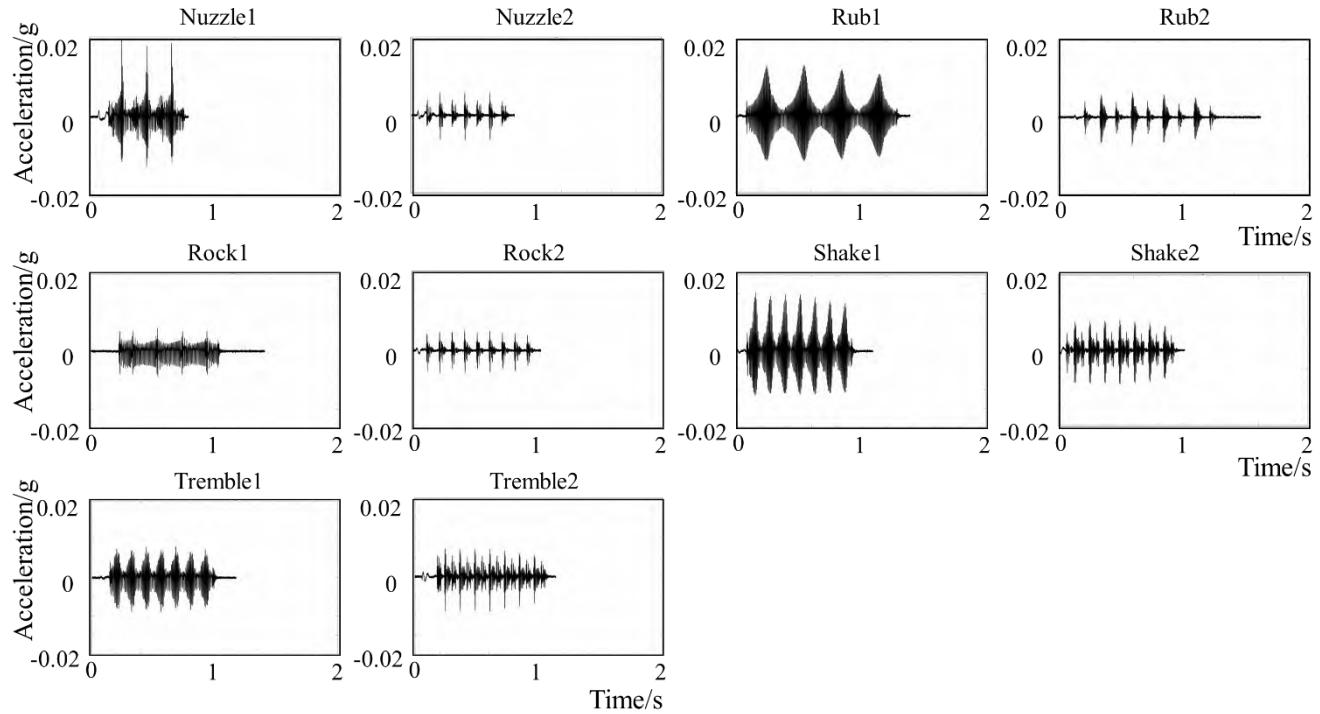 Nuzzle1 Nuzzle2 Rub1 Rub2
Acceleration/g
0.02 0.02 0.02 0.02
0 0 0 0
-0.02 -0.02 -0.02 -0.02
0 1 2 0 1 2 0 1 2 0 1 2
Time/s
Rock1 Rock2 Shake1 Shake2
Acceleration/g
0.02 0.02 0.02 0.02
0 0 0 0
-0.02 -0.02 -0.02 -0.02
0 1 2 0 1 2 0 1 2 0 1 2
Time/s
Tremble1 Tremble2
Acceleration/g
0.02 0.02
0 0
-0.02 -0.02
0 1 2 0 1 2
Time/s